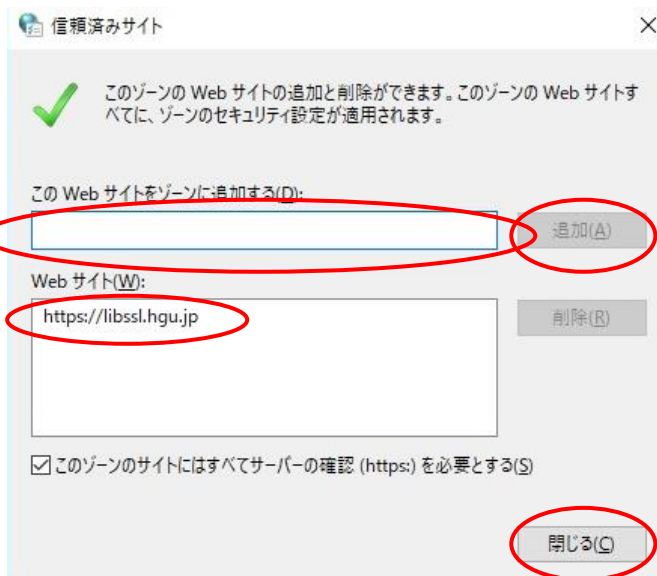 信頼済みサイト
このゾーンの Web サイトの追加と削除ができます。このゾーンの Web サイトす
べてに、ゾーンのセキュリティ設定が適用されます。
この Web サイトをゾーンに追加する(D):
追加(A)
Web サイト(W):
https://libssl.hgu.jp
削除(R)
このゾーンのサイトにはすべてサーバーの確認 (https:) を必要とする(S)
閉じる(C)